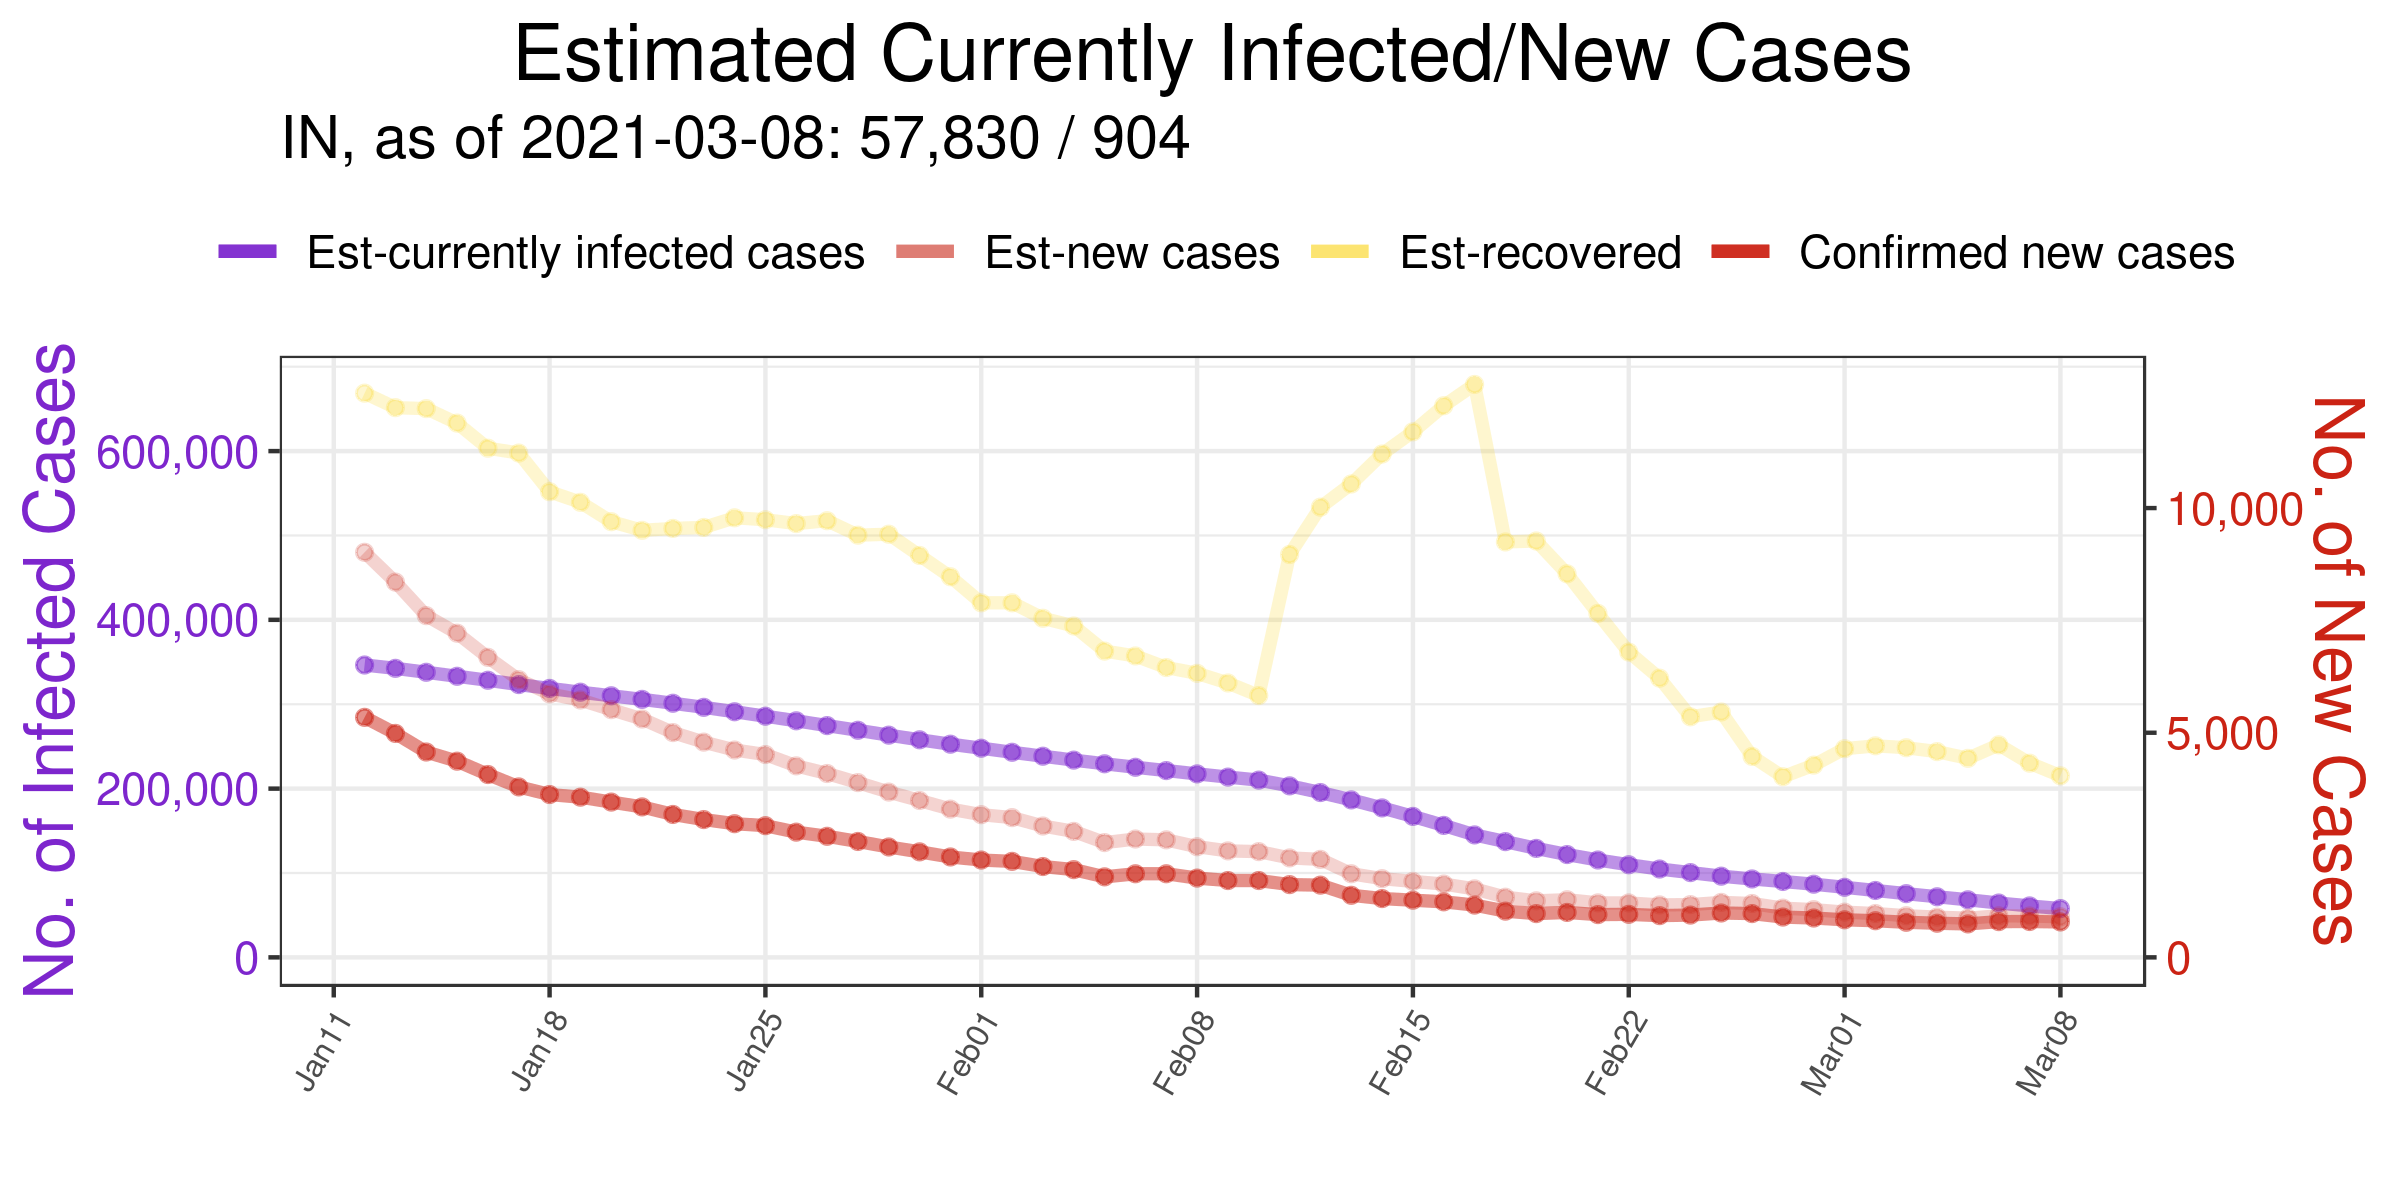 Estimated Currently Infected/New Cases
IN, as of 2021-03-08: 57,830 / 904
Est-currently infected cases Est-new cases Est-recovered Confirmed new cases
No. of Infected Cases
600,000
400,000
200,000
0
10,000
5,000
0
No. of New Cases
Jan11 Jan18 Jan25 Feb01 Feb08 Feb15 Feb22 Mar01 Mar08